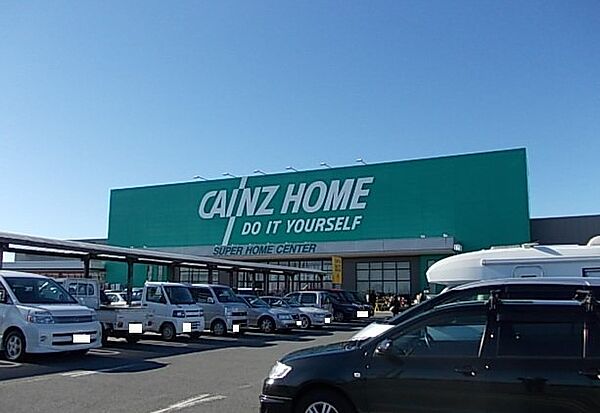 CAINZ HOME
DO IT YOURSELF
SUPER HOME CENTER